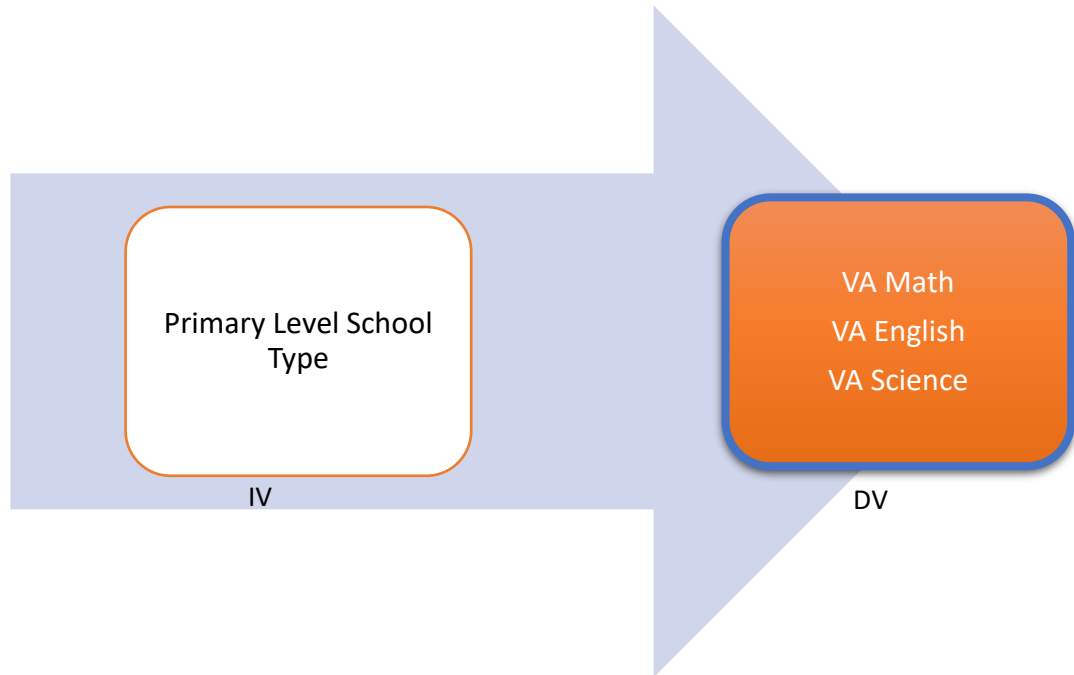 Primary Level School
Type
IV
VA Math
VA English
VA Science
DV